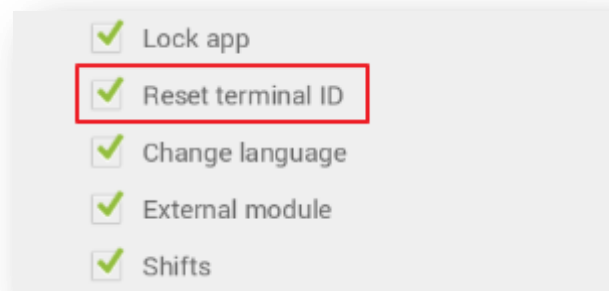 Lock app
Reset terminal ID
Change language
External module
Shifts